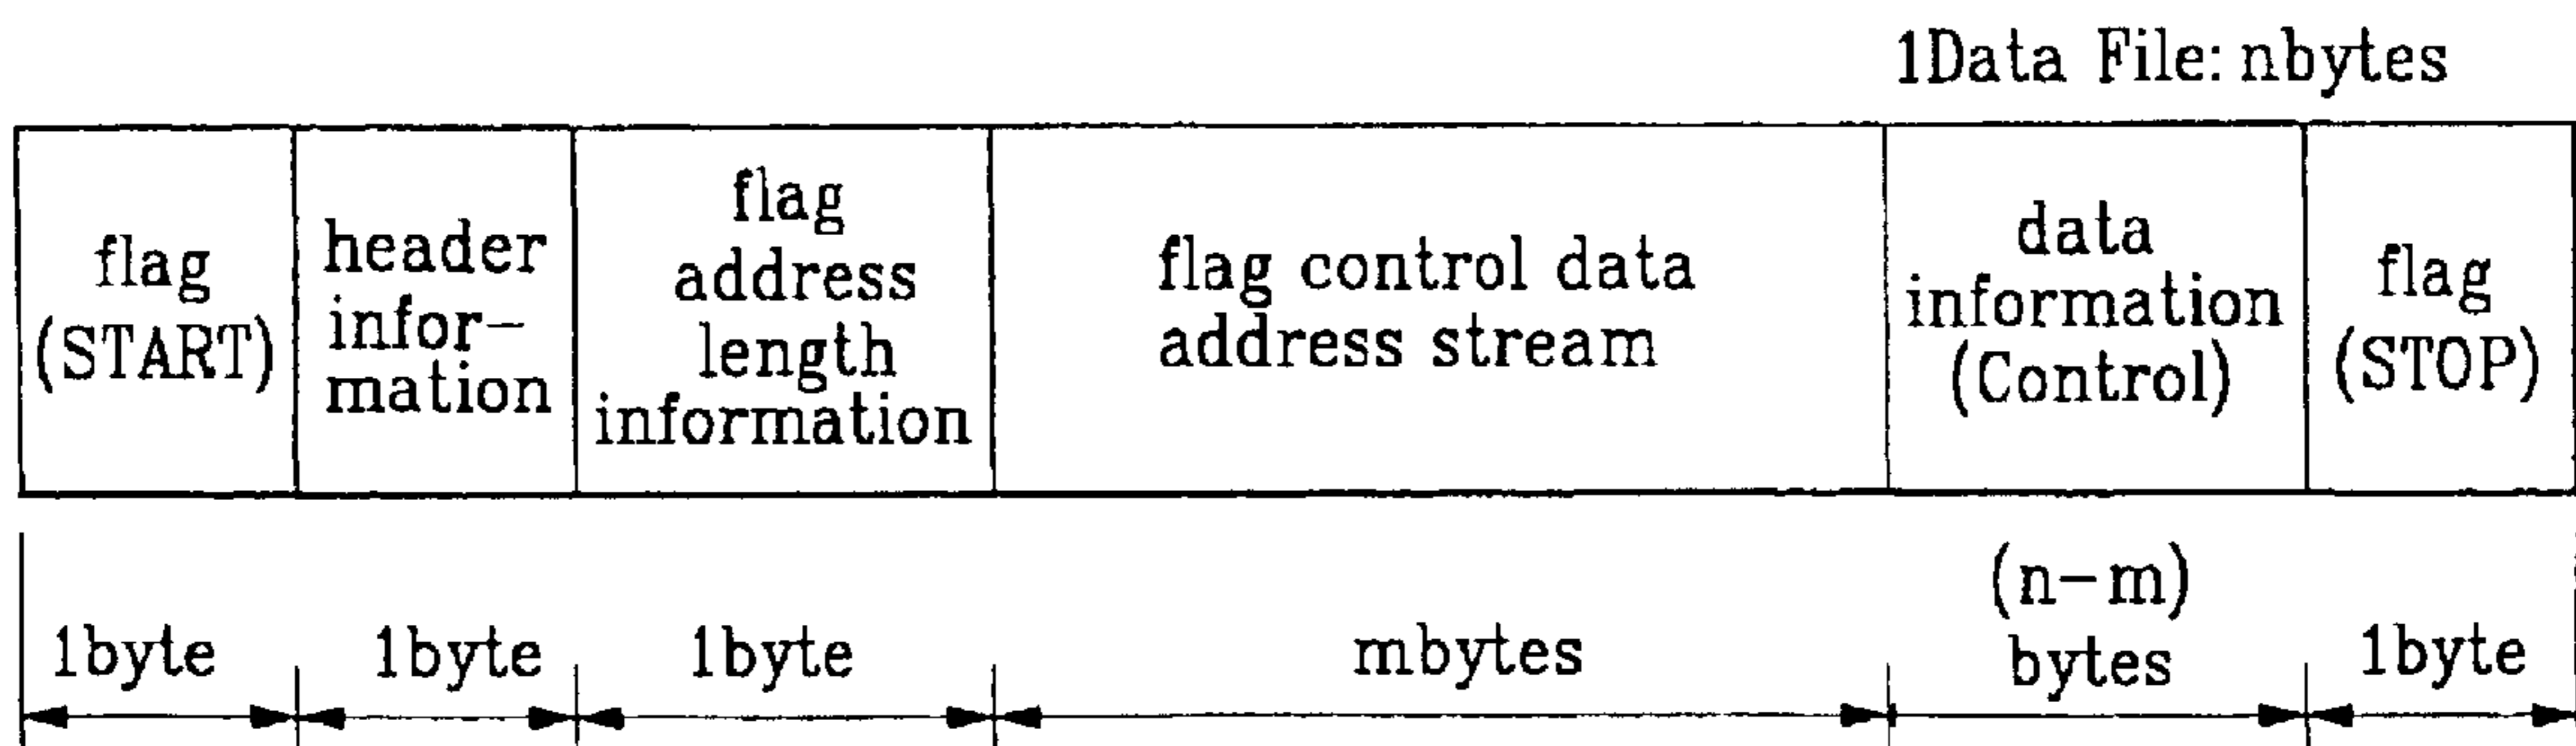 1Data File: nbytes
flag
(START)
header
infor-
mation
flag
address
length
information
flag control data
address stream
data
information
(Control)
flag
(STOP)
1byte
1byte
1byte
mbytes
(n-m)
bytes
1byte